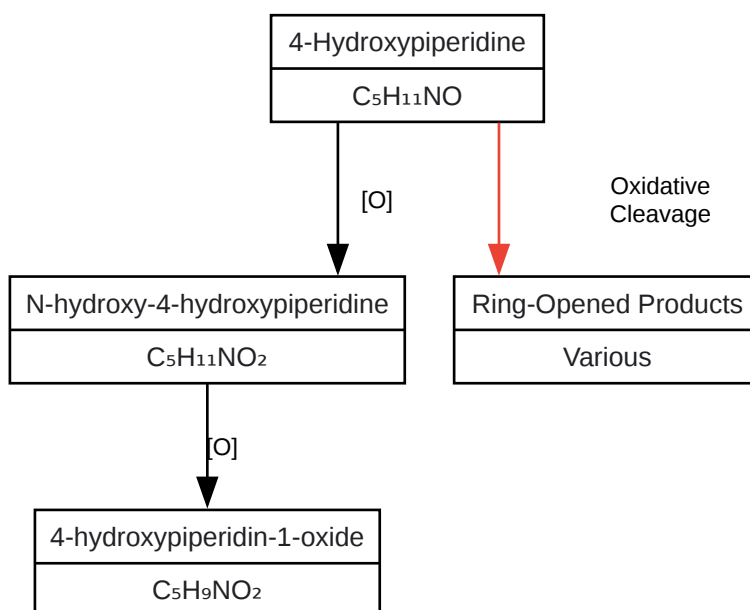 4-Hydroxypiperidine
C₅H₁₁NO
[O]
Oxidative
Cleavage
N-hydroxy-4-hydroxypiperidine
C₅H₁₁NO₂
Ring-Opened Products
Various
[O]
4-hydroxypiperidin-1-oxide
C₅H₉NO₂